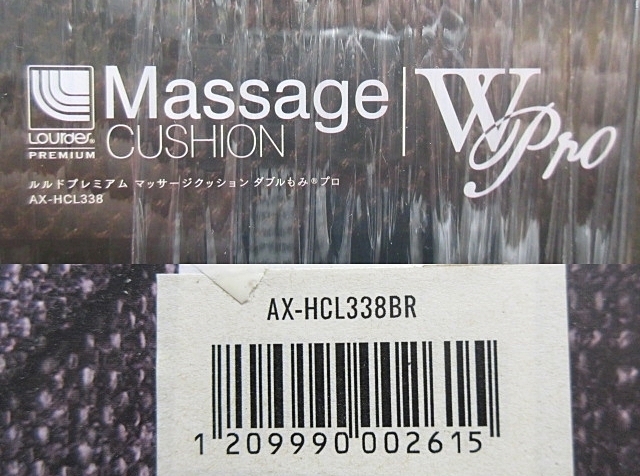 Lourdes®
PREMIUM
Massage
CUSHION
W Pro
ルルドプレミアム マッサージクッション ダブルもみ®プロ
AX-HCL338
AX-HCL338BR
1 209990 002615